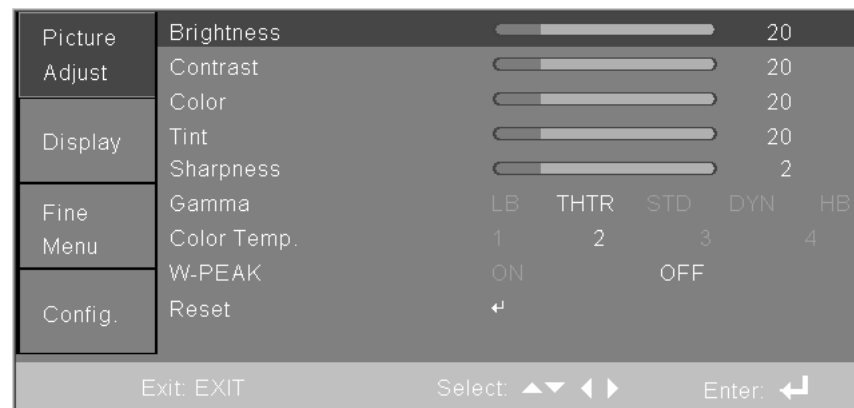 Picture
Adjust
Display
Fine
Menu
Config.
Brightness 20
Contrast 20
Color 20
Tint 20
Sharpness 2
Gamma LB THTR STD DYN HB
Color Temp. 1 2 3 4
W-PEAK ON OFF
Reset
Exit: EXIT Select: Enter: